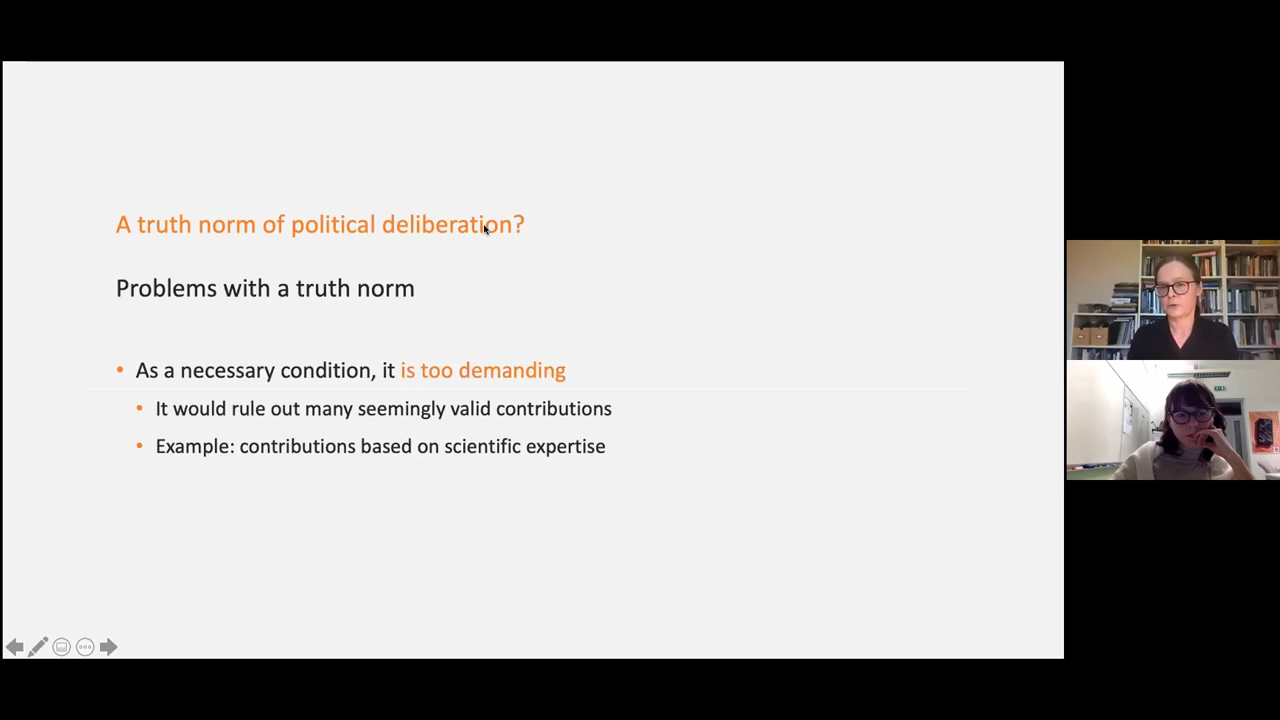 A truth norm of political deliberation?
Problems with a truth norm
• As a necessary condition, it is too demanding
• It would rule out many seemingly valid contributions
• Example: contributions based on scientific expertise